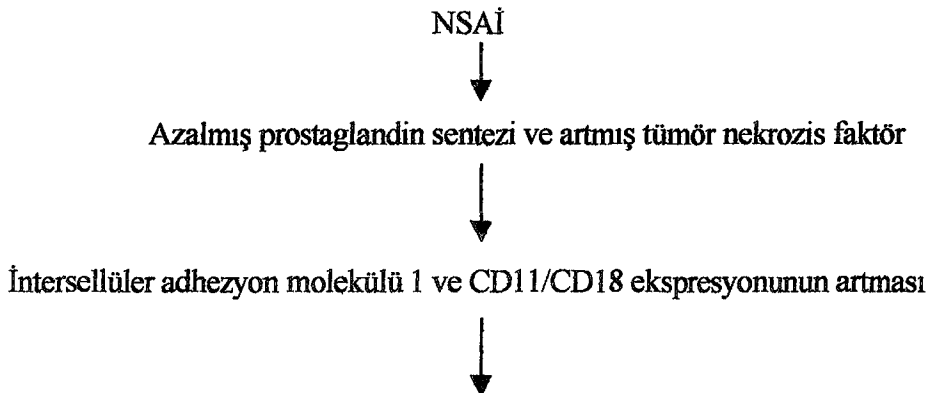 NSAİ
Azalmış prostaglandin sentezi ve artmış tümör nekrozis faktör
İntersellüler adhezyon molekülü 1 ve CD11/CD18 ekspresyonunun artması